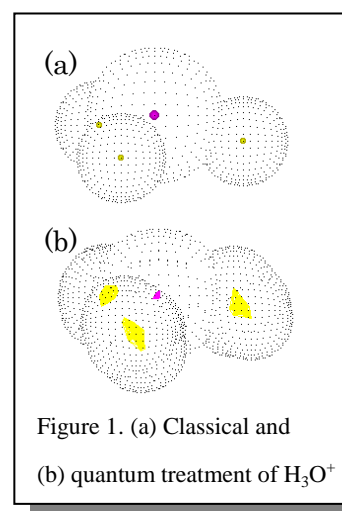 (a)
(b)
Figure 1. (a) Classical and
(b) quantum treatment of H₃O⁺